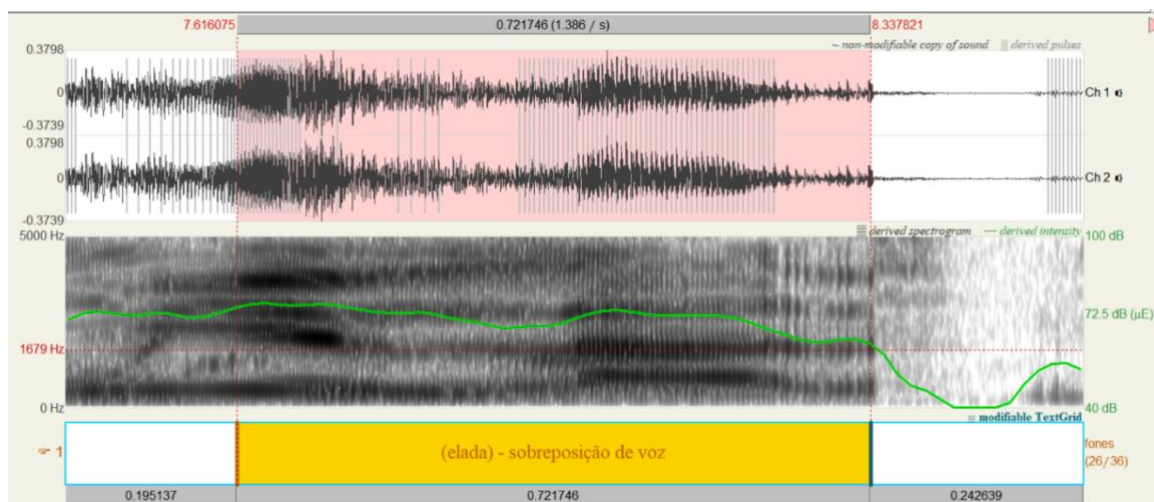 7.616075 0.721746 (1.386 / s) 8.337821
~ non-modifiable copy of sound derived pulses
0.3798
0 Ch 1
-0.3739
0.3798
0 Ch 2
-0.3739
5000 Hz derived spectrogram derived intensity 100 dB
72.5 dB (µE)
1679 Hz
0 Hz 40 dB
modifiable TextGrid
1 (elada) - sobreposição de voz fones
(26/36)
0.195137 0.721746 0.242639